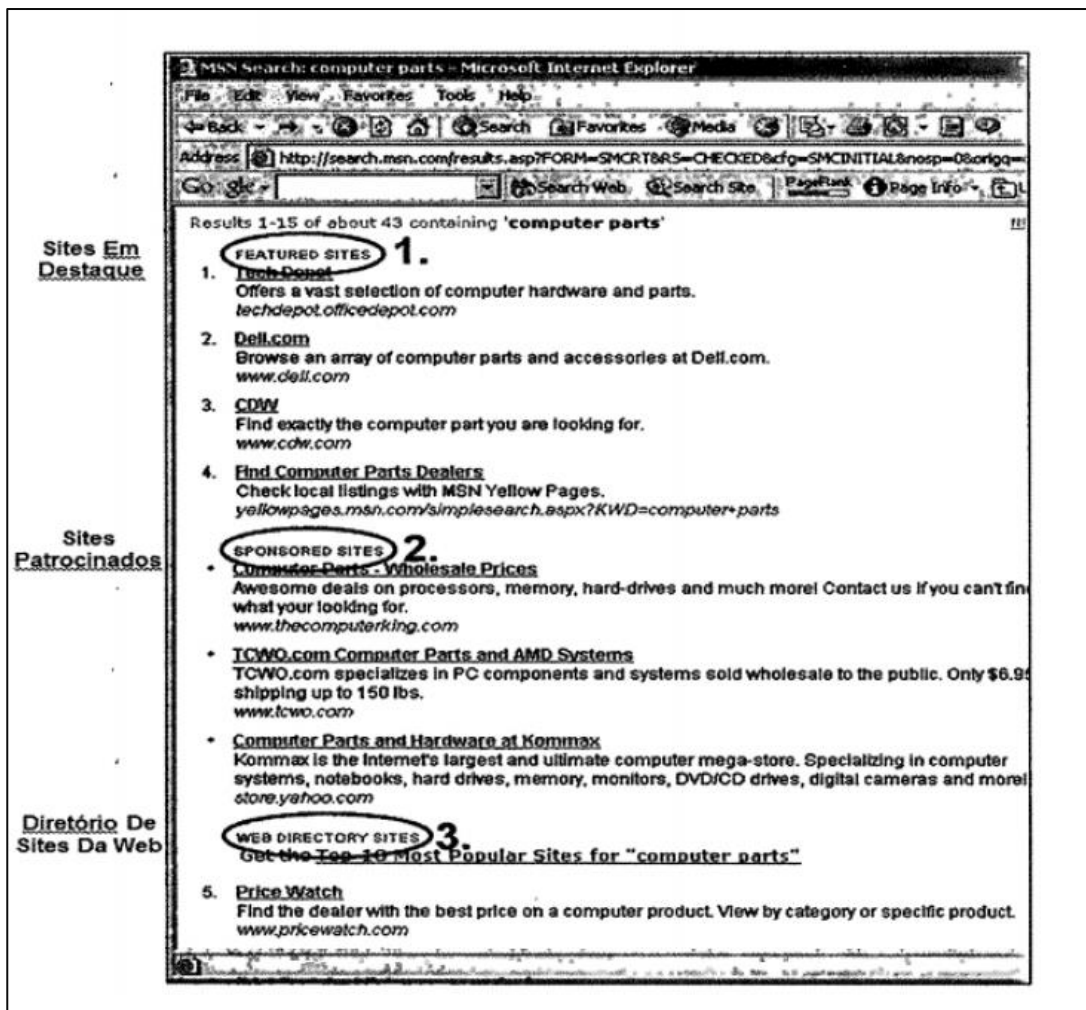 MSN Search: computer parts - Microsoft Internet Explorer
File Edit View Favorites Tools Help
Back Search Favorites Media
Address http://search.msn.com/results.asp?FORM=SMCRT&RS=CHECKED&cfg=SMCINITIAL&nosp=0&origq=
Google Search Web Search Site PageRank Page Info
Results 1-15 of about 43 containing 'computer parts'
Sites Em
Destaque
FEATURED SITES 1.
1. Tech Depot
Offers a vast selection of computer hardware and parts.
techdepot.officedepot.com
2. Dell.com
Browse an array of computer parts and accessories at Dell.com.
www.dell.com
3. CDW
Find exactly the computer part you are looking for.
www.cdw.com
4. Find Computer Parts Dealers
Check local listings with MSN Yellow Pages.
yellowpages.msn.com/simplesearch.aspx?KWD=computer+parts
Sites
Patrocinados
SPONSORED SITES 2.
• Computer Parts - Wholesale Prices
Awesome deals on processors, memory, hard-drives and much more! Contact us if you can't find
what your looking for.
www.thecomputerking.com
• TCWO.com Computer Parts and AMD Systems
TCWO.com specializes in PC components and systems sold wholesale to the public. Only $6.95
shipping up to 150 lbs.
www.tcwo.com
• Computer Parts and Hardware at Kommax
Kommax is the Internet's largest and ultimate computer mega-store. Specializing in computer
systems, notebooks, hard drives, memory, monitors, DVD/CD drives, digital cameras and more!
store.yahoo.com
Diretório De
Sites Da Web
WEB DIRECTORY SITES 3.
Get the Top 10 Most Popular Sites for "computer parts"
5. Price Watch
Find the dealer with the best price on a computer product. View by category or specific product.
www.pricewatch.com